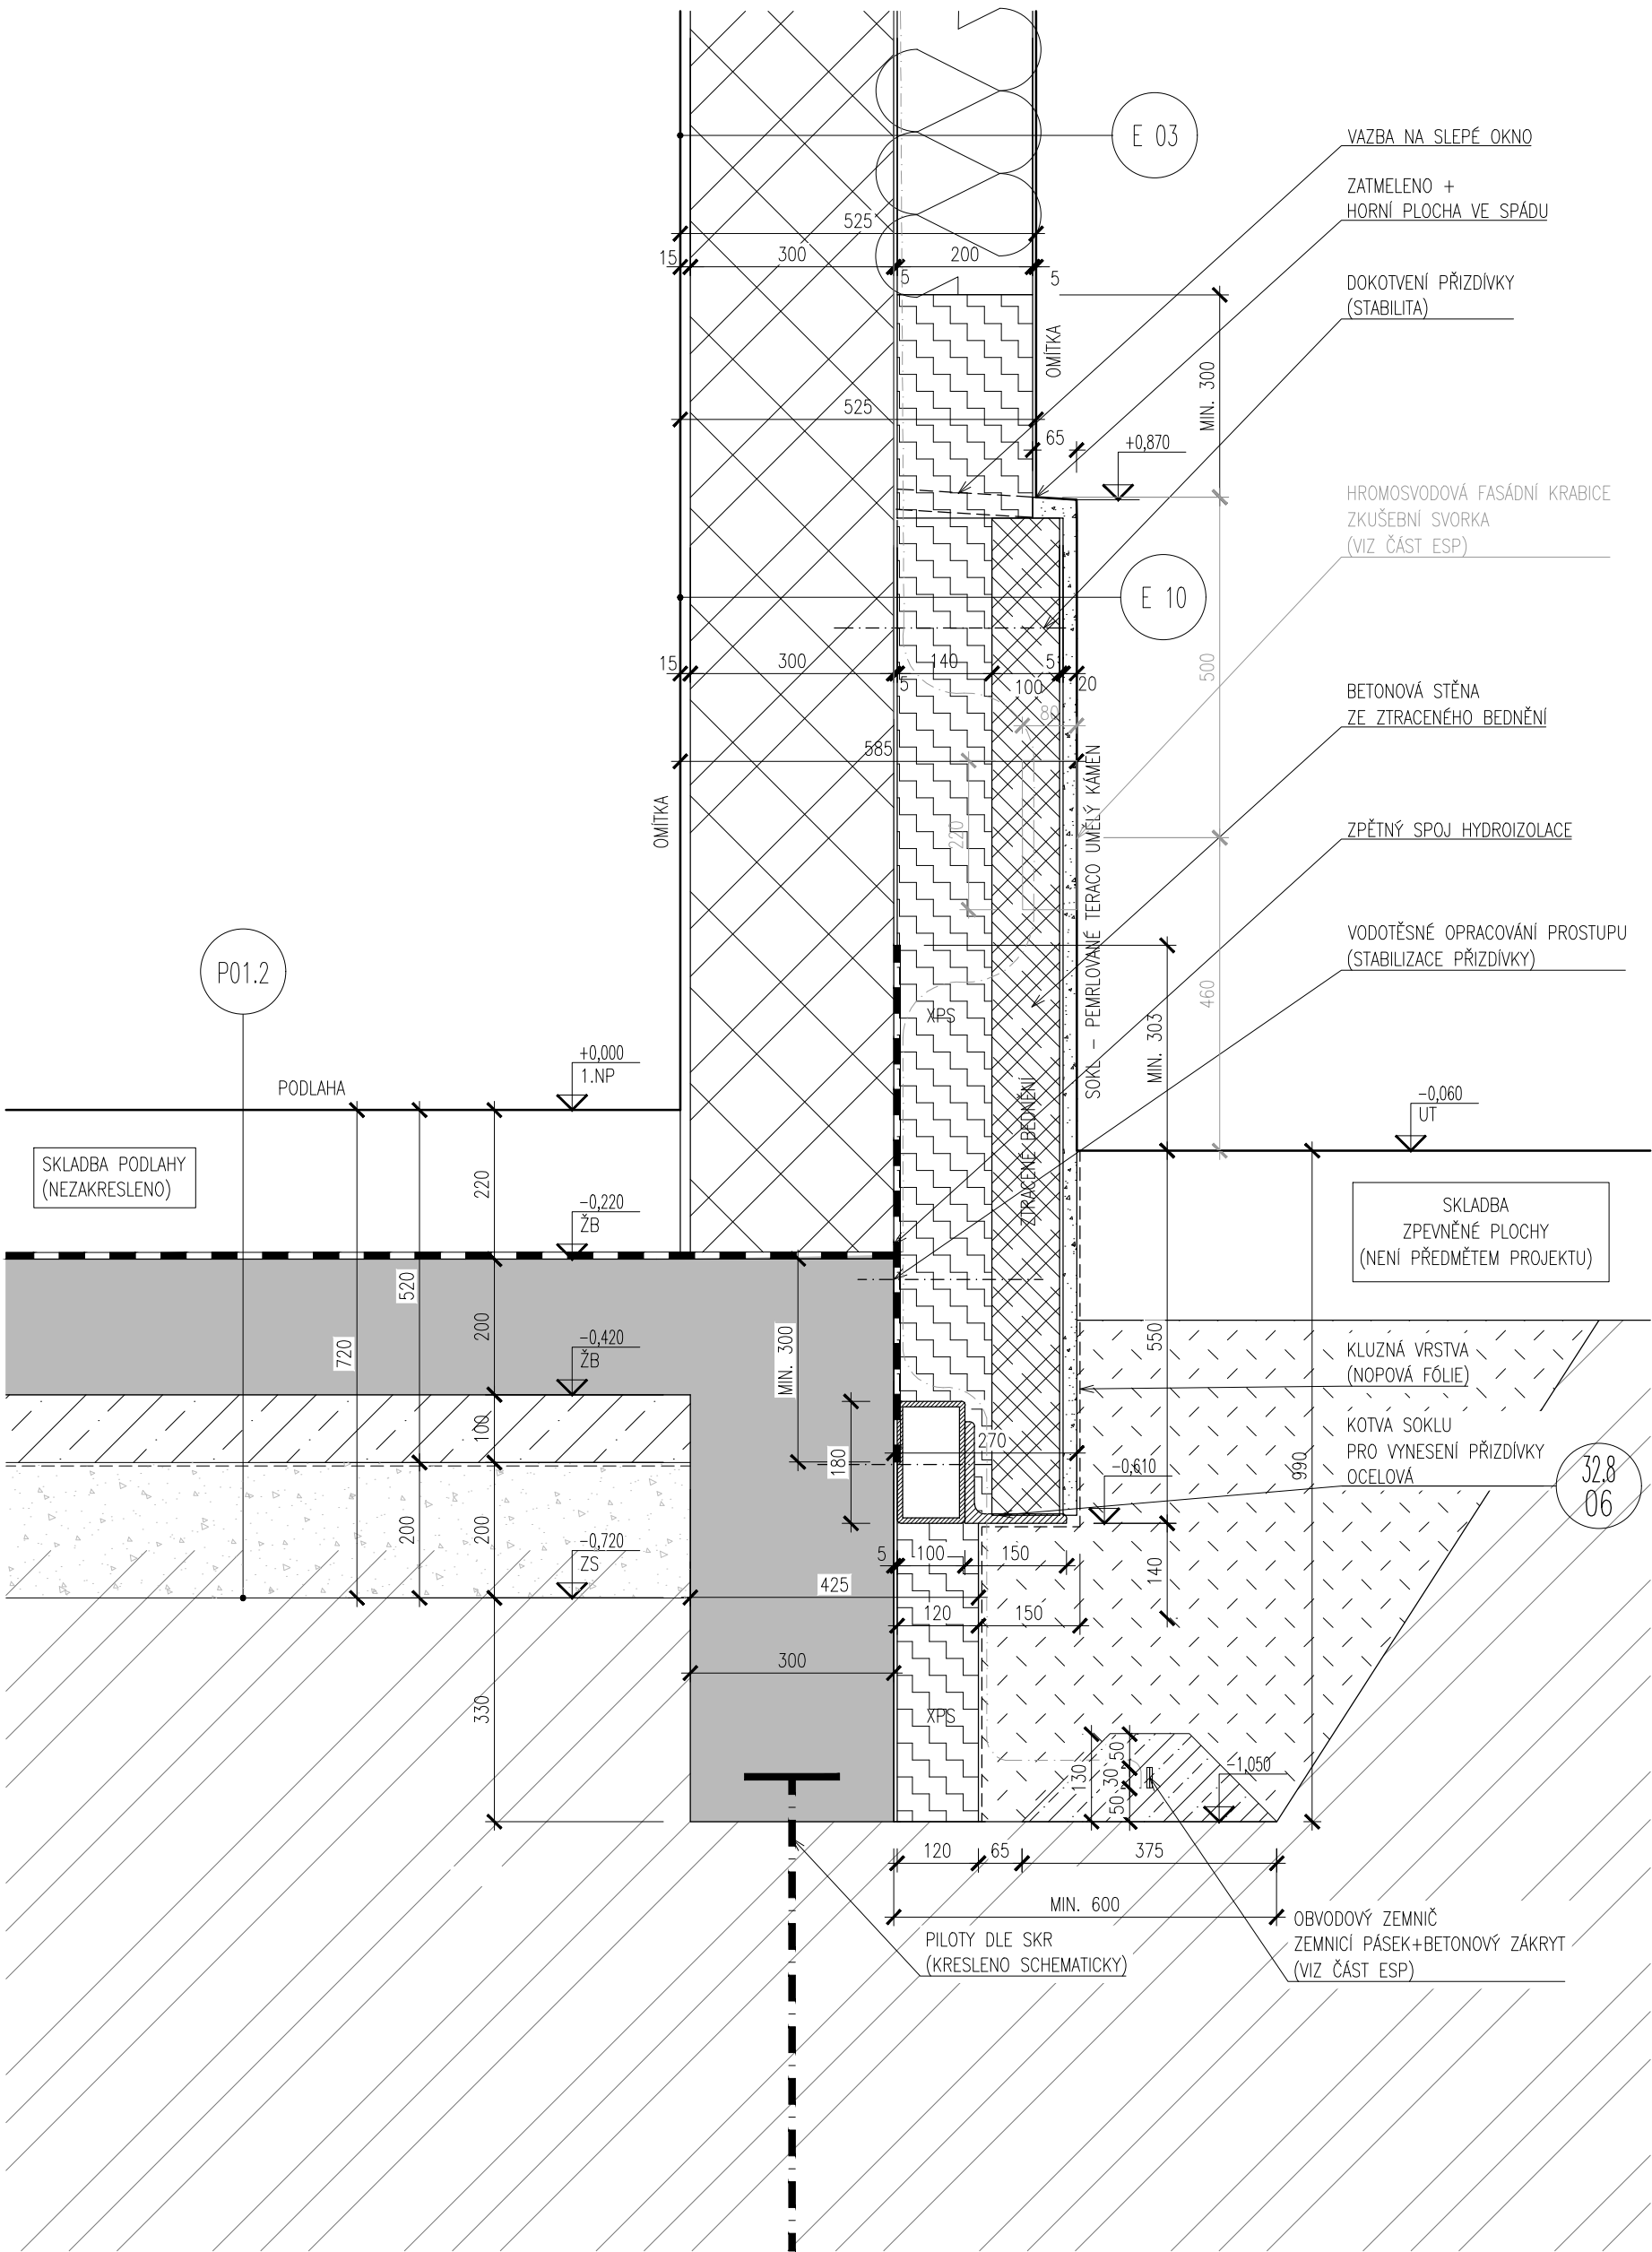 E 03
VAZBA NA SLEPÉ OKNO
ZATMELENO +
HORNÍ PLOCHA VE SPÁDU
DOKOTVENÍ PŘIZDÍVKY
(STABILITA)
525
15
300
200
5
5
OMÍTKA
MIN. 300
525
65
+0,870
HROMOSVODOVÁ FASÁDNÍ KRABICE
ZKUŠEBNÍ SVORKA
(VIZ ČÁST ESP)
E 10
15
300
5
140
100
5
20
80
500
585
220
OMÍTKA
BETONOVÁ STĚNA
ZE ZTRACENÉHO BEDNĚNÍ
SOKL - PEMRLOVANÉ TERACO UMĚLÝ KÁMEN
ZPĚTNÝ SPOJ HYDROIZOLACE
VODOTĚSNÉ OPRACOVÁNÍ PROSTUPU
(STABILIZACE PŘIZDÍVKY)
P01.2
460
XPS
MIN. 303
ZTRACENÉ BEDNĚNÍ
+0,000
1.NP
PODLAHA
-0,060
UT
SKLADBA PODLAHY
(NEZAKRESLENO)
220
-0,220
ŽB
SKLADBA
ZPEVNĚNÉ PLOCHY
(NENÍ PŘEDMĚTEM PROJEKTU)
520
720
200
-0,420
ŽB
MIN. 300
550
KLUZNÁ VRSTVA
(NOPOVÁ FÓLIE)
100
180
270
-0,610
990
KOTVA SOKLU
PRO VYNESENÍ PŘIZDÍVKY
OCELOVÁ
32.8
06
200
200
-0,720
ZS
5
100
150
425
140
120
150
300
330
XPS
130
50
30
50
-1,050
120
65
375
MIN. 600
PILOTY DLE SKR
(KRESLENO SCHEMATICKY)
OBVODOVÝ ZEMNIČ
ZEMNICÍ PÁSEK+BETONOVÝ ZÁKRYT
(VIZ ČÁST ESP)